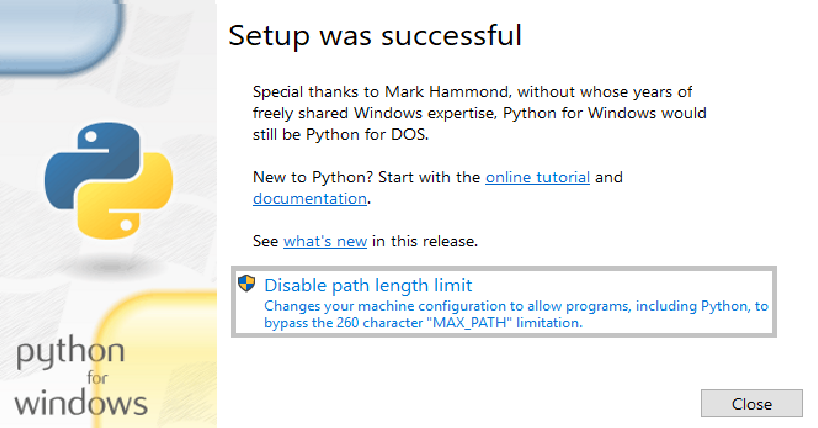 Setup was successful
Special thanks to Mark Hammond, without whose years of
freely shared Windows expertise, Python for Windows would
still be Python for DOS.
New to Python? Start with the online tutorial and
documentation.
See what's new in this release.
Disable path length limit
Changes your machine configuration to allow programs, including Python, to
bypass the 260 character "MAX_PATH" limitation.
python
for
windows
Close